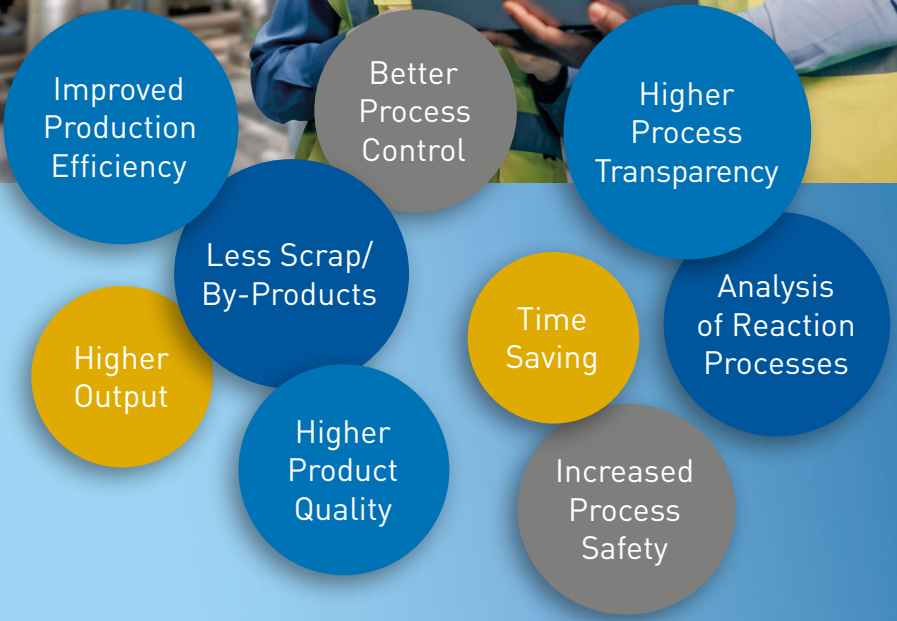 Improved
Production
Efficiency
Better
Process
Control
Higher
Process
Transparency
Less Scrap/
By-Products
Time
Saving
Analysis
of Reaction
Processes
Higher
Output
Higher
Product
Quality
Increased
Process
Safety